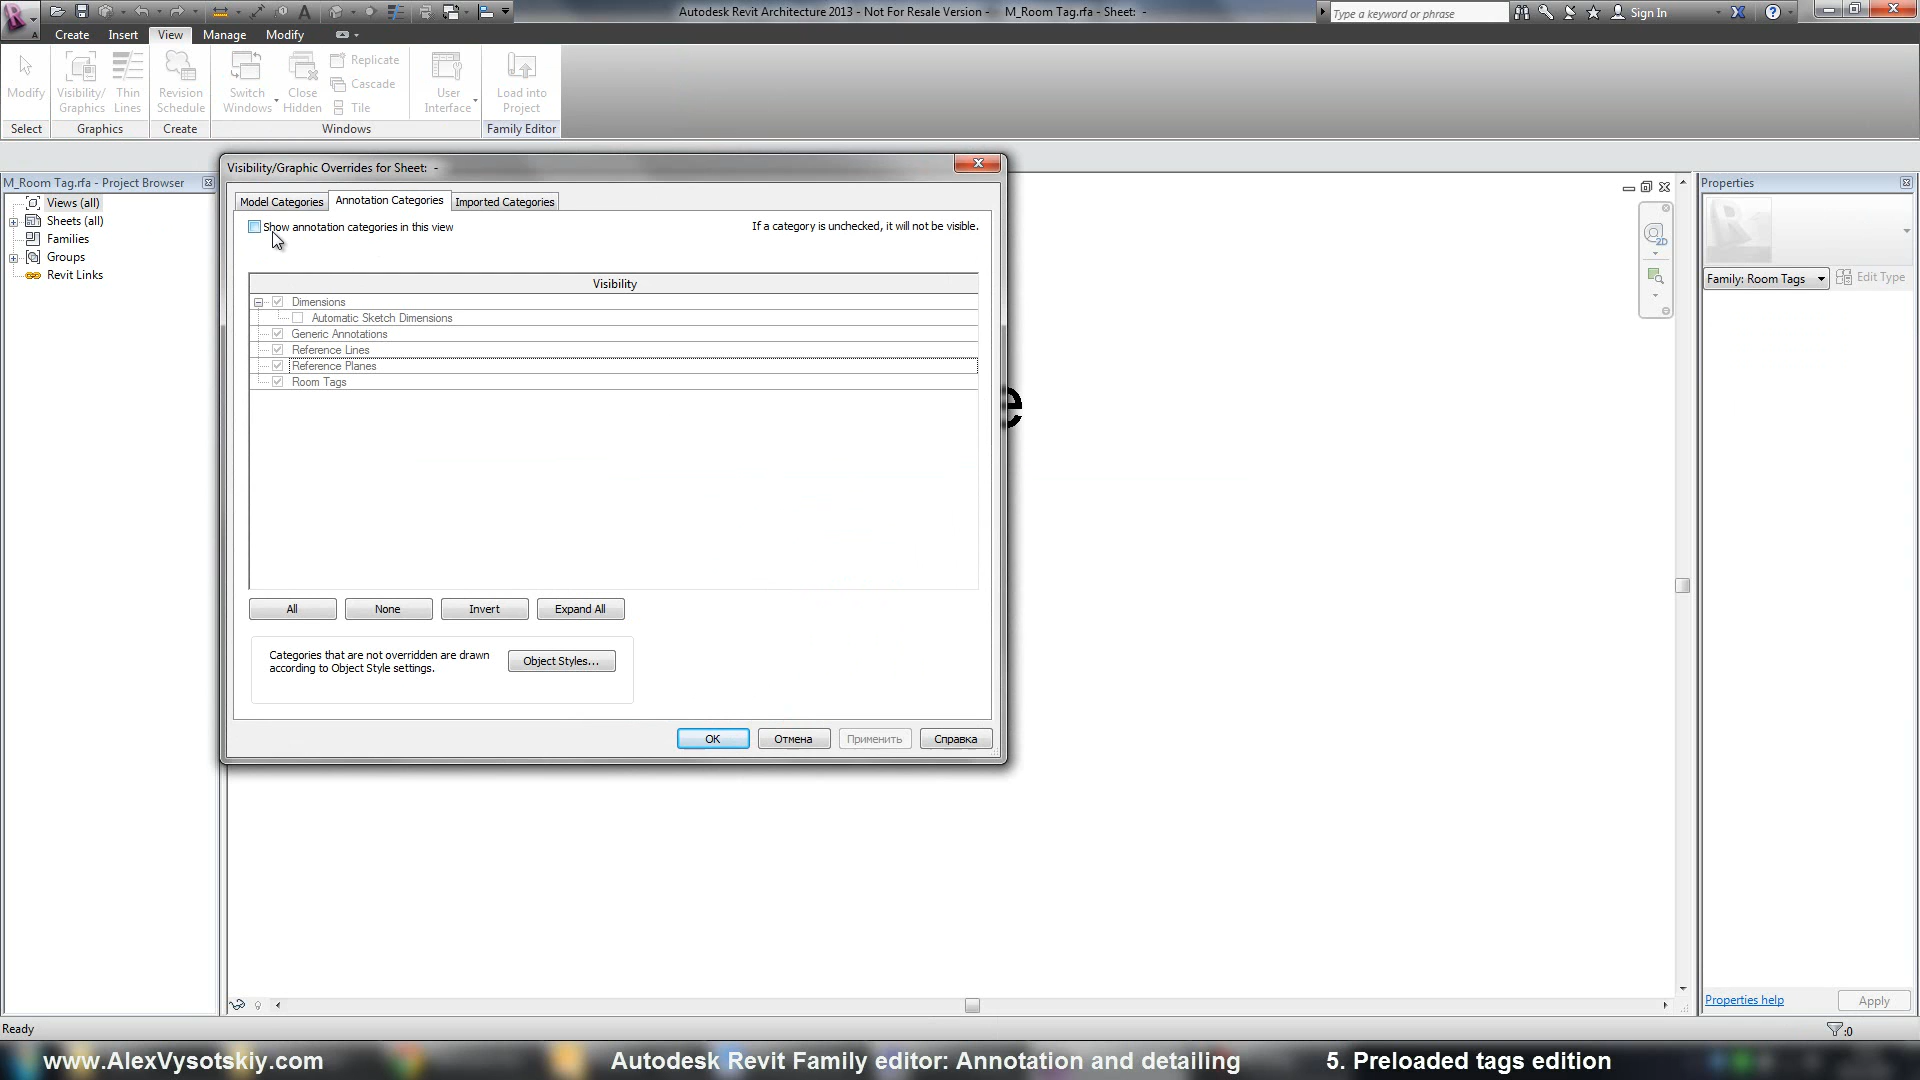 Autodesk Revit Architecture 2013 - Not For Resale Version - M_Room Tag.rfa - Sheet: -
Type a keyword or phrase
Sign In
Create Insert View Manage Modify
Modify
Visibility/ Graphics
Thin Lines
Revision Schedule
Switch Windows
Close Hidden
Replicate
Cascade
Tile
User Interface
Load into Project
Select Graphics Create Windows Family Editor
M_Room Tag.rfa - Project Browser
Views (all)
Sheets (all)
Families
Groups
Revit Links
Visibility/Graphic Overrides for Sheet: -
Model Categories Annotation Categories Imported Categories
Show annotation categories in this view
If a category is unchecked, it will not be visible.
Visibility
Dimensions
Automatic Sketch Dimensions
Generic Annotations
Reference Lines
Reference Planes
Room Tags
All None Invert Expand All
Categories that are not overridden are drawn
according to Object Style settings.
Object Styles...
OK Отмена Применить Справка
e
2D
Properties
R
Family: Room Tags
Edit Type
Properties help
Apply
Ready
:0
www.AlexVysotskiy.com
Autodesk Revit Family editor: Annotation and detailing
5. Preloaded tags edition